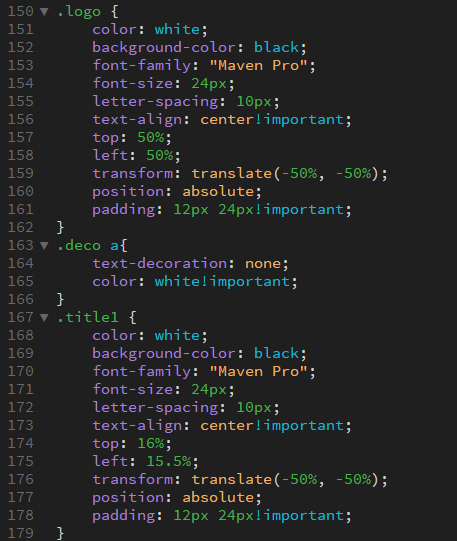 150 ▼ .logo {
151 color: white;
152 background-color: black;
153 font-family: "Maven Pro";
154 font-size: 24px;
155 letter-spacing: 10px;
156 text-align: center!important;
157 top: 50%;
158 left: 50%;
159 transform: translate(-50%, -50%);
160 position: absolute;
161 padding: 12px 24px!important;
162 }
163 ▼ .deco a{
164 text-decoration: none;
165 color: white!important;
166 }
167 ▼ .title1 {
168 color: white;
169 background-color: black;
170 font-family: "Maven Pro";
171 font-size: 24px;
172 letter-spacing: 10px;
173 text-align: center!important;
174 top: 16%;
175 left: 15.5%;
176 transform: translate(-50%, -50%);
177 position: absolute;
178 padding: 12px 24px!important;
179 }